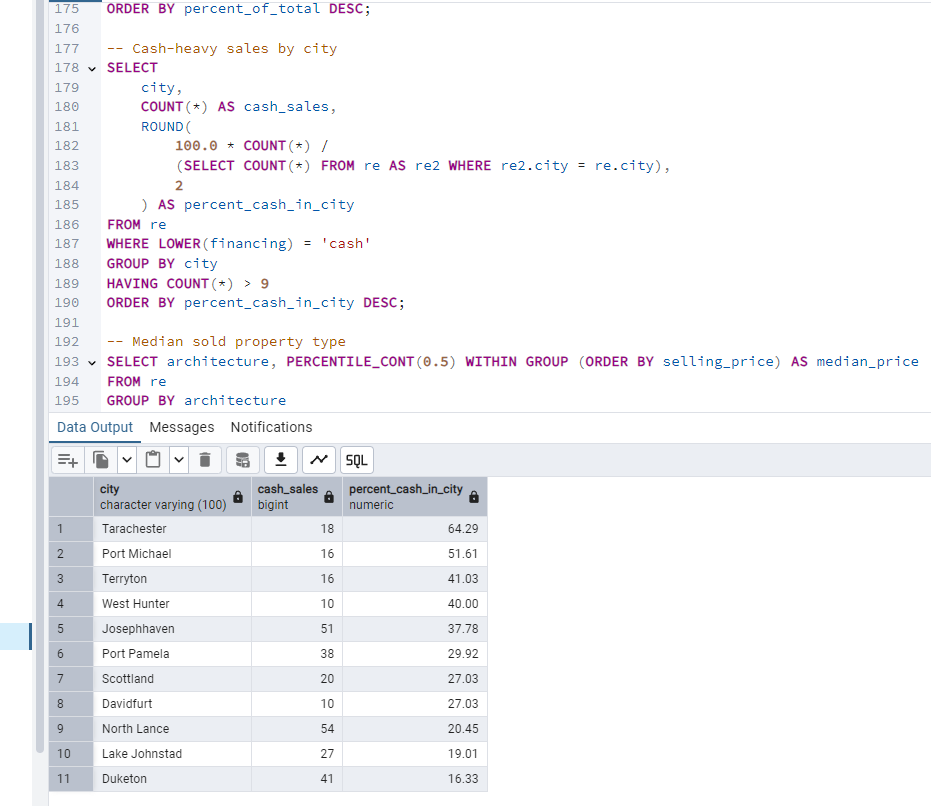 175 ORDER BY percent_of_total DESC;
176
177 -- Cash-heavy sales by city
178 SELECT
179     city,
180     COUNT(*) AS cash_sales,
181     ROUND(
182         100.0 * COUNT(*) /
183         (SELECT COUNT(*) FROM re AS re2 WHERE re2.city = re.city),
184         2
185     ) AS percent_cash_in_city
186 FROM re
187 WHERE LOWER(financing) = 'cash'
188 GROUP BY city
189 HAVING COUNT(*) > 9
190 ORDER BY percent_cash_in_city DESC;
191
192 -- Median sold property type
193 SELECT architecture, PERCENTILE_CONT(0.5) WITHIN GROUP (ORDER BY selling_price) AS median_price
194 FROM re
195 GROUP BY architecture
Data Output Messages Notifications
SQL
city cash_sales percent_cash_in_city
character varying (100) bigint numeric
1 Tarachester 18 64.29
2 Port Michael 16 51.61
3 Terryton 16 41.03
4 West Hunter 10 40.00
5 Josephhaven 51 37.78
6 Port Pamela 38 29.92
7 Scottland 20 27.03
8 Davidfurt 10 27.03
9 North Lance 54 20.45
10 Lake Johnstad 27 19.01
11 Duketon 41 16.33